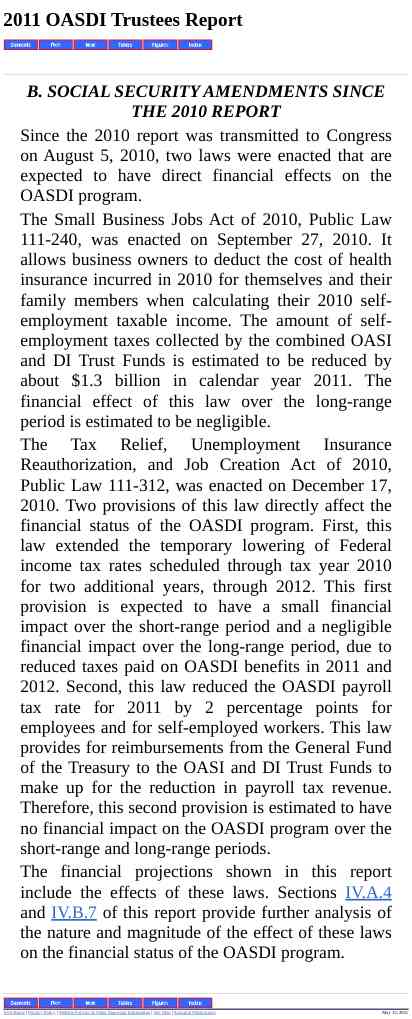 2011 OASDI Trustees Report
Contents Prev Next Tables Figures Index
B. SOCIAL SECURITY AMENDMENTS SINCE
THE 2010 REPORT
Since the 2010 report was transmitted to Congress
on August 5, 2010, two laws were enacted that are
expected to have direct financial effects on the
OASDI program.
The Small Business Jobs Act of 2010, Public Law
111-240, was enacted on September 27, 2010. It
allows business owners to deduct the cost of health
insurance incurred in 2010 for themselves and their
family members when calculating their 2010 self-
employment taxable income. The amount of self-
employment taxes collected by the combined OASI
and DI Trust Funds is estimated to be reduced by
about $1.3 billion in calendar year 2011. The
financial effect of this law over the long-range
period is estimated to be negligible.
The Tax Relief, Unemployment Insurance
Reauthorization, and Job Creation Act of 2010,
Public Law 111-312, was enacted on December 17,
2010. Two provisions of this law directly affect the
financial status of the OASDI program. First, this
law extended the temporary lowering of Federal
income tax rates scheduled through tax year 2010
for two additional years, through 2012. This first
provision is expected to have a small financial
impact over the short-range period and a negligible
financial impact over the long-range period, due to
reduced taxes paid on OASDI benefits in 2011 and
2012. Second, this law reduced the OASDI payroll
tax rate for 2011 by 2 percentage points for
employees and for self-employed workers. This law
provides for reimbursements from the General Fund
of the Treasury to the OASI and DI Trust Funds to
make up for the reduction in payroll tax revenue.
Therefore, this second provision is estimated to have
no financial impact on the OASDI program over the
short-range and long-range periods.
The financial projections shown in this report
include the effects of these laws. Sections IV.A.4
and IV.B.7 of this report provide further analysis of
the nature and magnitude of the effect of these laws
on the financial status of the OASDI program.
Contents Prev Next Tables Figures Index